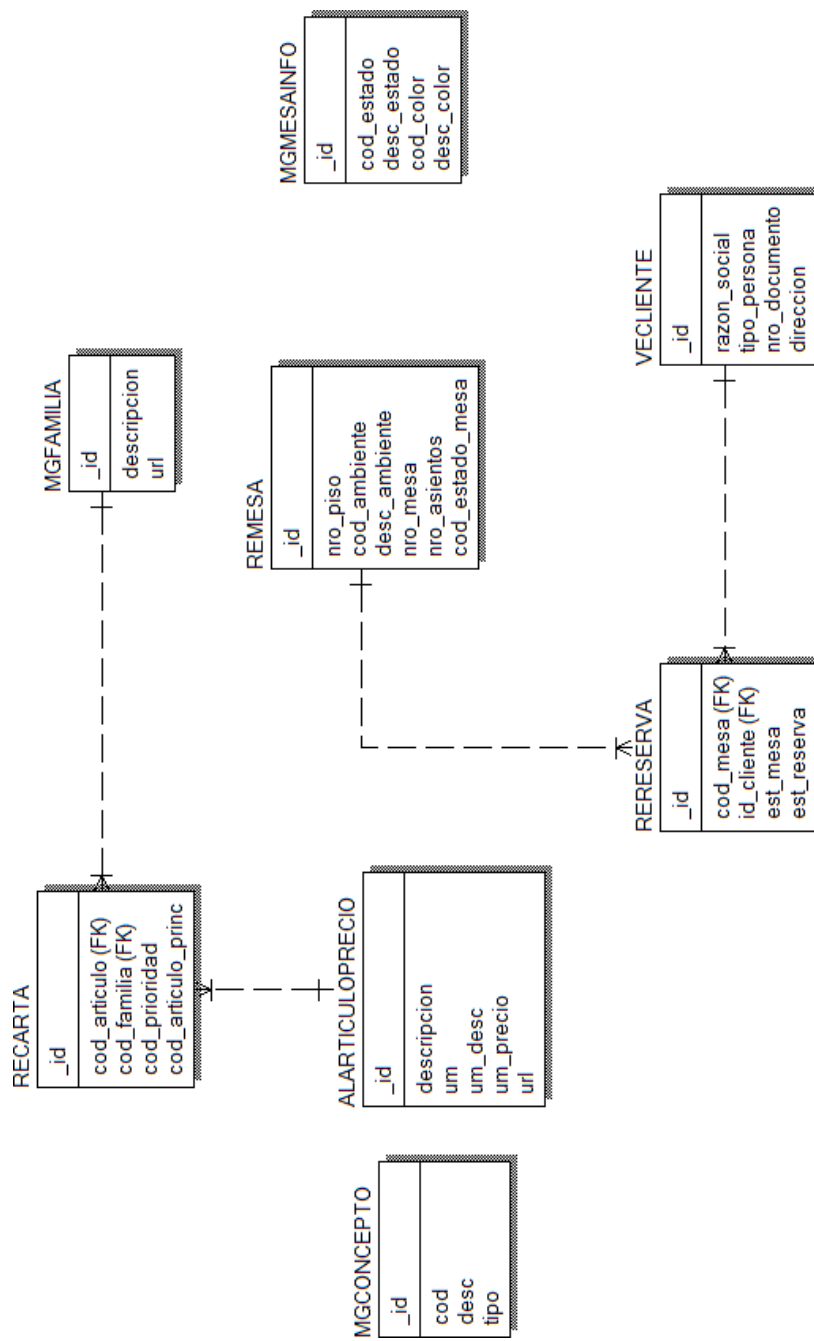 RECARTA
_id
cod_articulo (FK)
cod_familia (FK)
cod_prioridad
cod_articulo_princ
MGFAMILIA
_id
descripcion
url
MGCONCEPTO
_id
cod
desc
tipo
ALARTICULOPRECIO
_id
descripcion
um
um_desc
um_precio
url
REMESA
_id
nro_piso
cod_ambiente
desc_ambiente
nro_mesa
nro_asientos
cod_estado_mesa
MGMESAINFO
_id
cod_estado
desc_estado
cod_color
desc_color
RERESERVA
_id
cod_mesa (FK)
id_cliente (FK)
est_mesa
est_reserva
VECLIENTE
_id
razon_social
tipo_persona
nro_documento
direccion